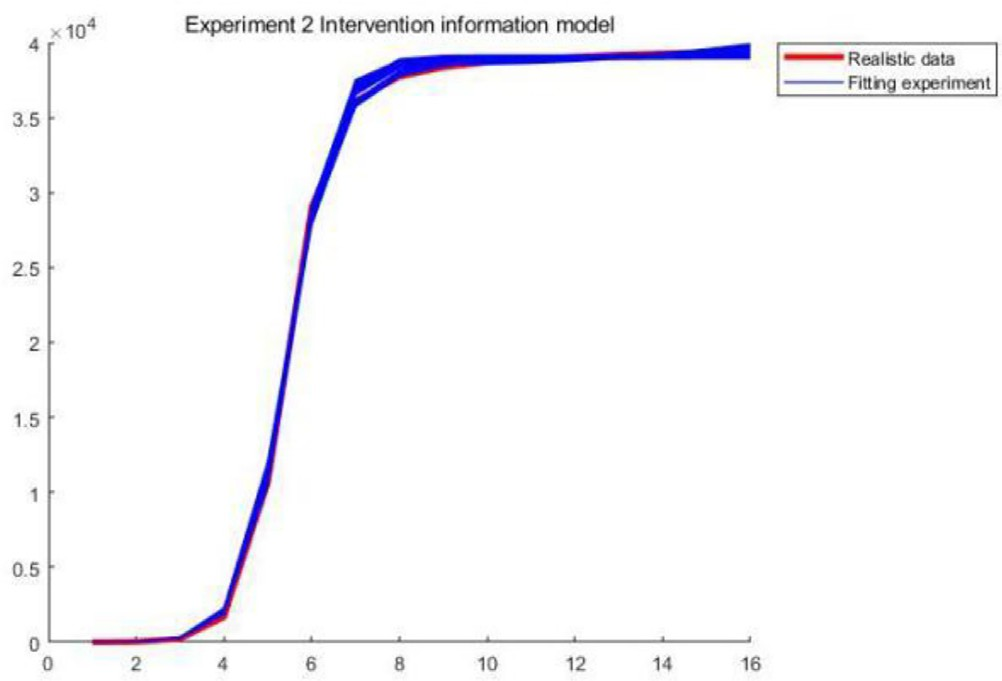 Experiment 2 Intervention information model
×10⁴
4
3.5
3
2.5
2
1.5
1
0.5
0
0 2 4 6 8 10 12 14 16
Realistic data
Fitting experiment